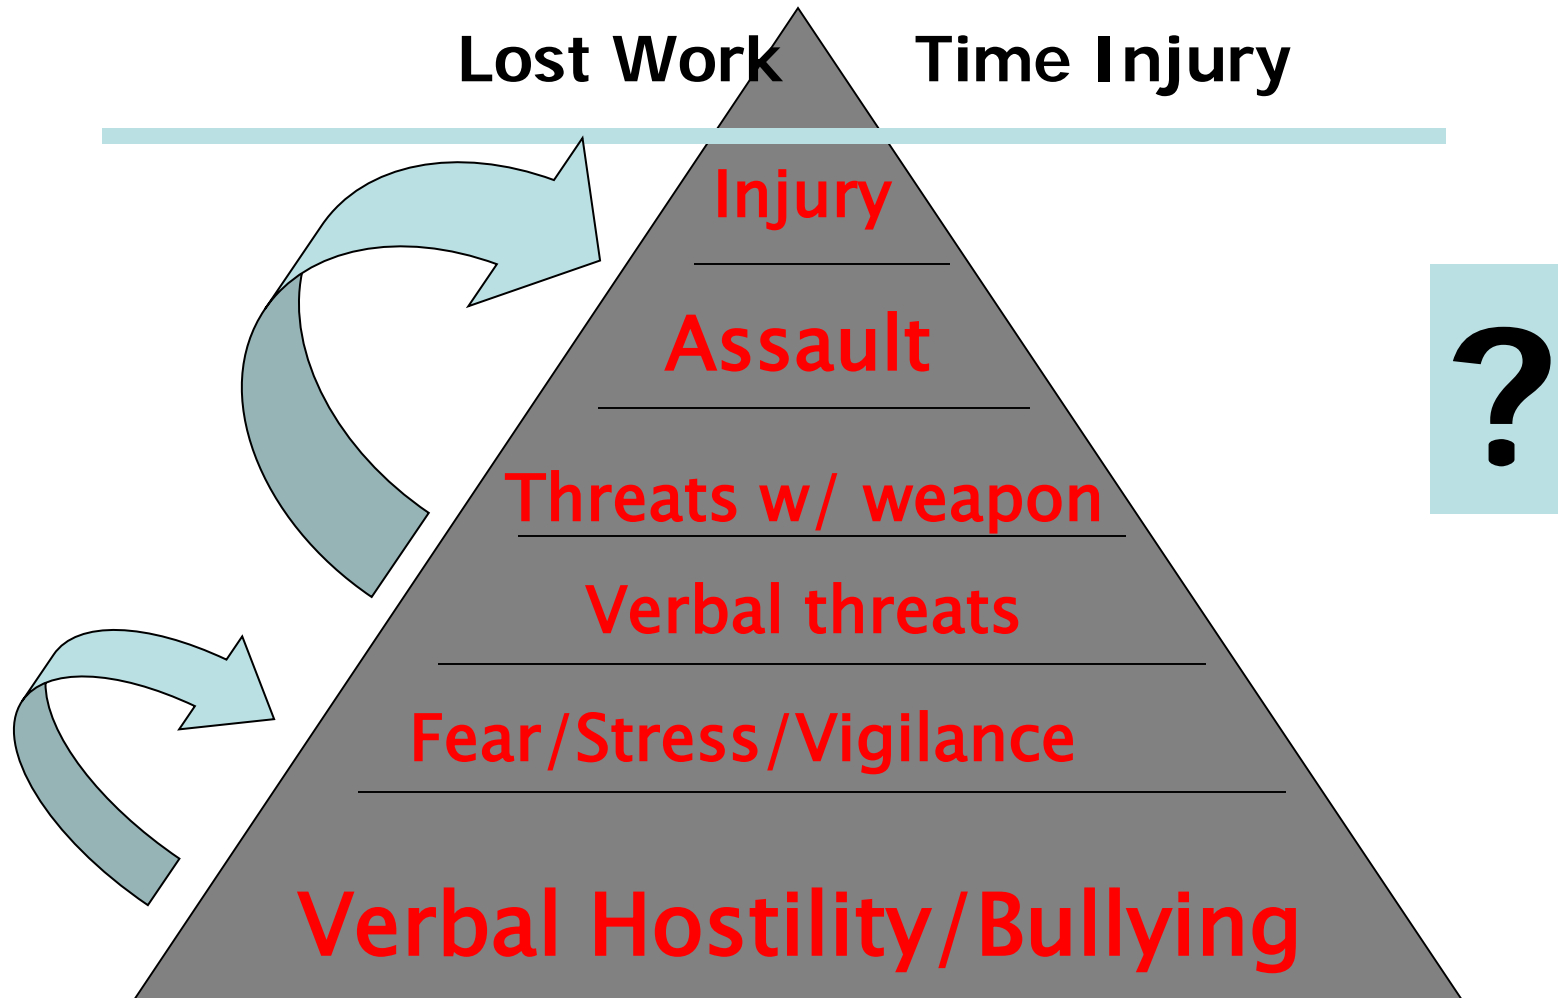 Lost Work Time Injury
Injury
Assault
?
Threats w/ weapon
Verbal threats
Fear/Stress/Vigilance
Verbal Hostility/Bullying